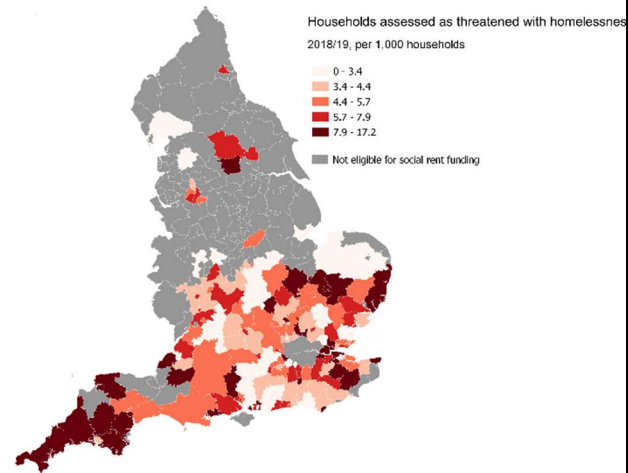 Households assessed as threatened with homelessnes
2018/19, per 1,000 households
0 - 3.4
3.4 - 4.4
4.4 - 5.7
5.7 - 7.9
7.9 - 17.2
Not eligible for social rent funding